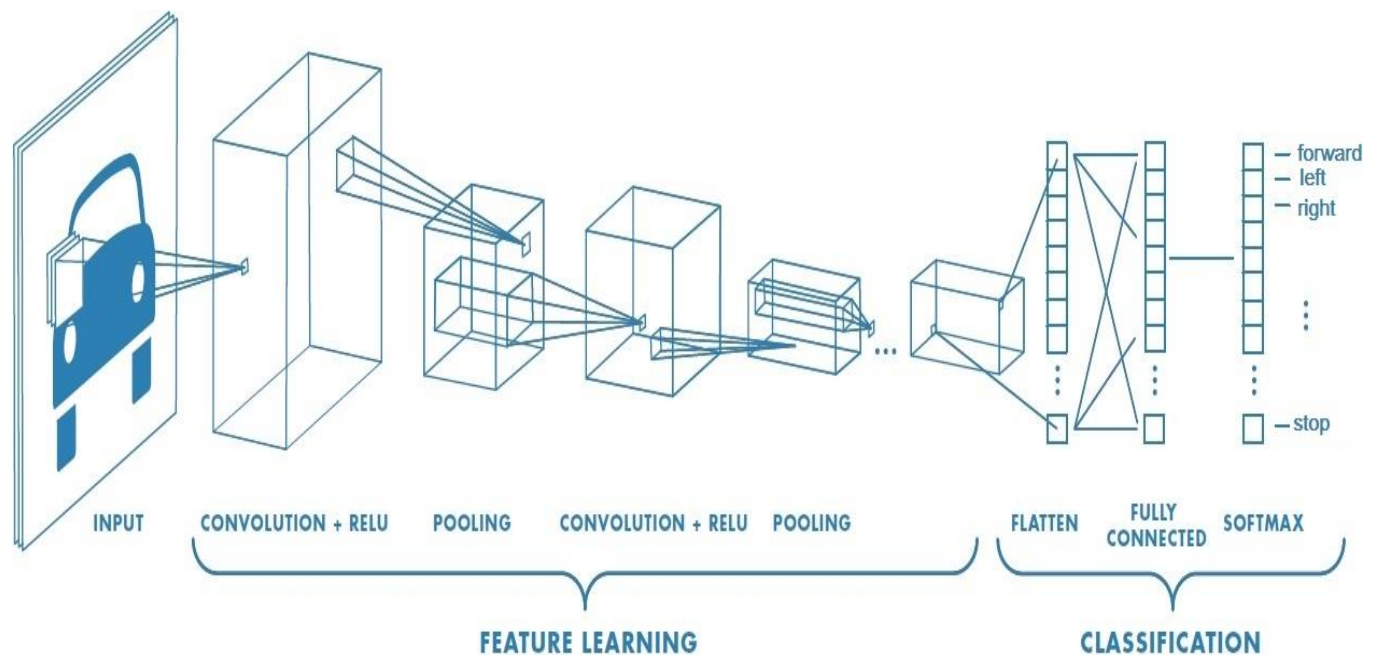 forward
left
right
stop
INPUT
CONVOLUTION + RELU
POOLING
CONVOLUTION + RELU
POOLING
FLATTEN
FULLY
CONNECTED
SOFTMAX
FEATURE LEARNING
CLASSIFICATION